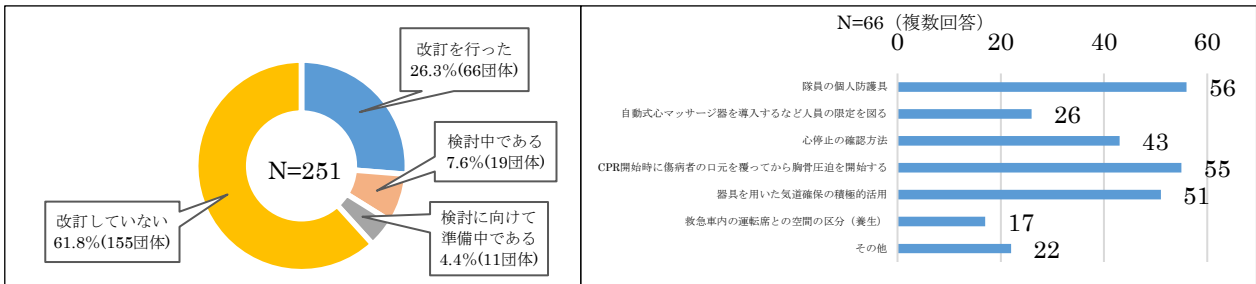 改訂を行った
26.3%(66団体)
検討中である
7.6%(19団体)
N=251
検討に向けて
準備中である
4.4%(11団体)
改訂していない
61.8%(155団体)
N=66（複数回答）
0 20 40 60
隊員の個人防護具 56
自動式心マッサージ器を導入するなど人員の限定を図る 26
心停止の確認方法 43
CPR開始時に傷病者の口元を覆ってから胸骨圧迫を開始する 55
器具を用いた気道確保の積極的活用 51
救急車内の運転席との空間の区分（養生） 17
その他 22